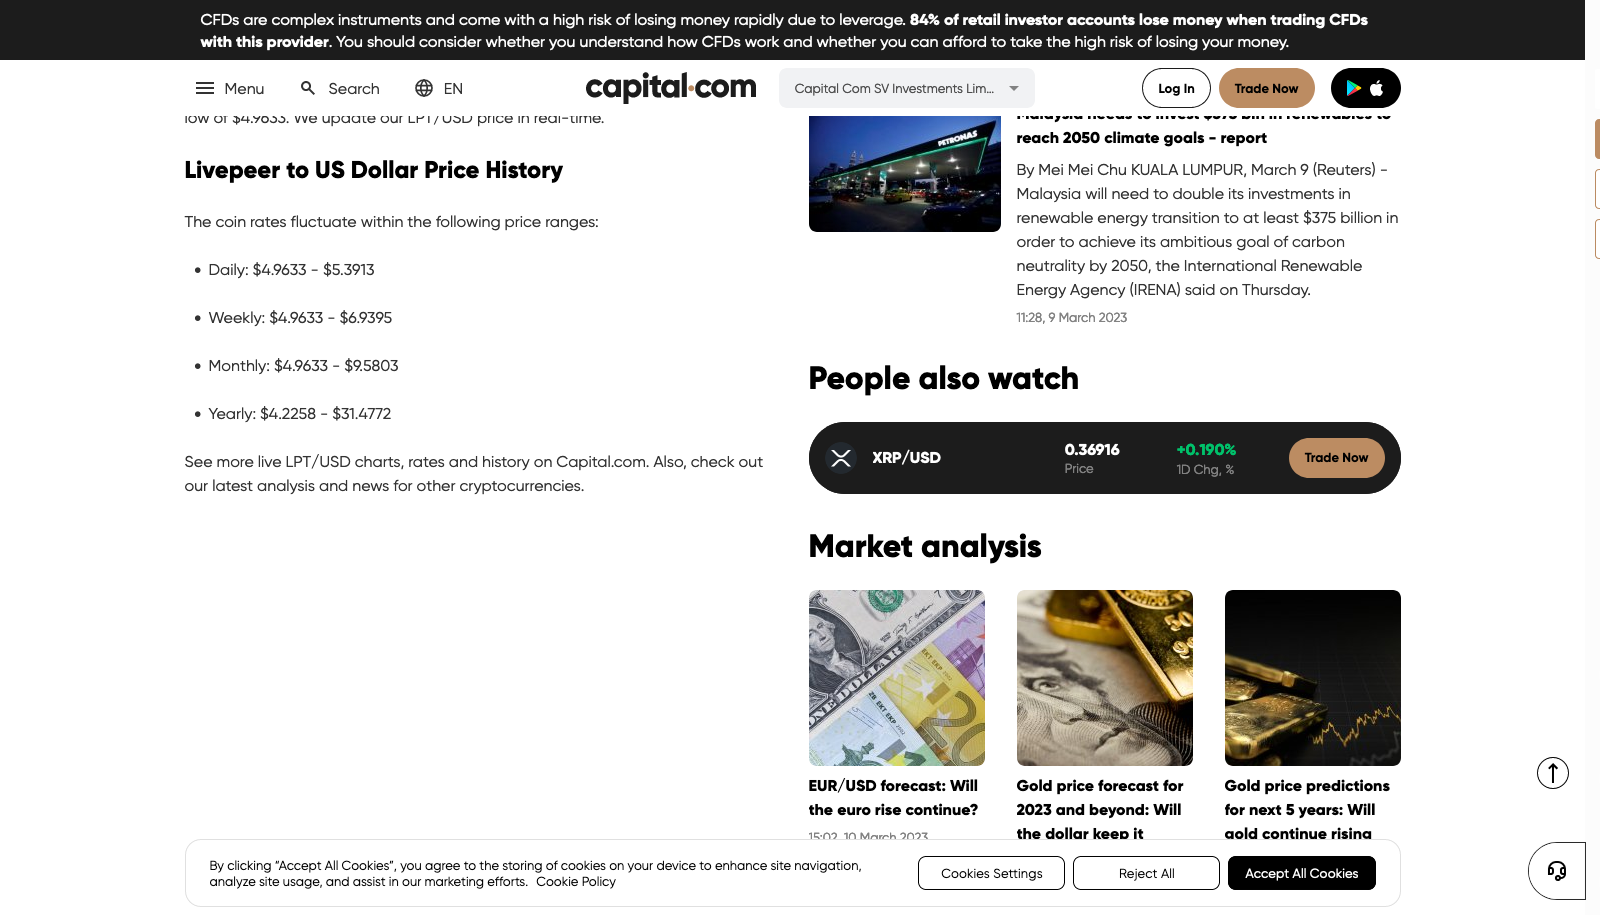 CFDs are complex instruments and come with a high risk of losing money rapidly due to leverage. 84% of retail investor accounts lose money when trading CFDs
with this provider. You should consider whether you understand how CFDs work and whether you can afford to take the high risk of losing your money.
Menu
Search
EN
capital.com
Capital Com SV Investments Lim...
Log In
Trade Now
low of $4.9633. We update our LPT/USD price in real-time.
Livepeer to US Dollar Price History
The coin rates fluctuate within the following price ranges:
• Daily: $4.9633 - $5.3913
• Weekly: $4.9633 - $6.9395
• Monthly: $4.9633 - $9.5803
• Yearly: $4.2258 - $31.4772
See more live LPT/USD charts, rates and history on Capital.com. Also, check out
our latest analysis and news for other cryptocurrencies.
PETRONAS
Malaysia needs to invest $375 bln in renewables to
reach 2050 climate goals - report
By Mei Mei Chu KUALA LUMPUR, March 9 (Reuters) -
Malaysia will need to double its investments in
renewable energy transition to at least $375 billion in
order to achieve its ambitious goal of carbon
neutrality by 2050, the International Renewable
Energy Agency (IRENA) said on Thursday.
11:28, 9 March 2023
People also watch
XRP/USD
0.36916
Price
+0.190%
1D Chg, %
Trade Now
Market analysis
EUR/USD forecast: Will
the euro rise continue?
15:02, 10 March 2023
Gold price forecast for
2023 and beyond: Will
the dollar keep it
Gold price predictions
for next 5 years: Will
gold continue rising
By clicking “Accept All Cookies”, you agree to the storing of cookies on your device to enhance site navigation,
analyze site usage, and assist in our marketing efforts. Cookie Policy
Cookies Settings
Reject All
Accept All Cookies